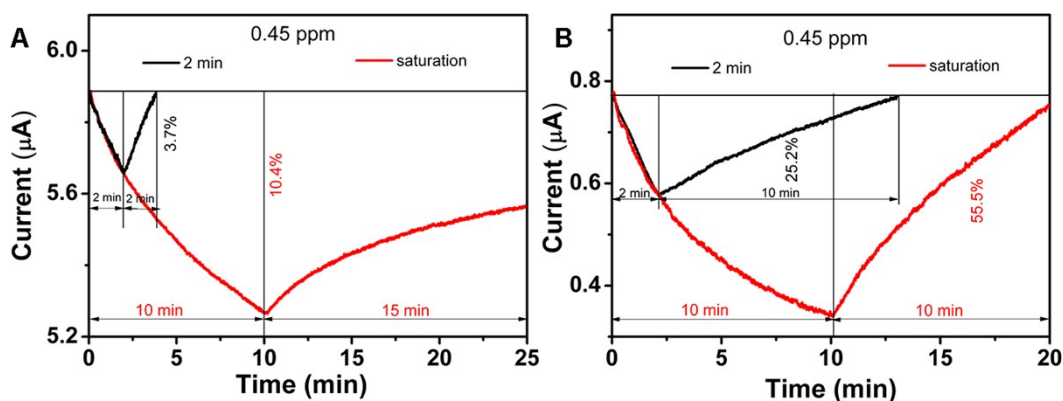 A
0.45 ppm
2 min
saturation
6.0
5.6
5.2
Current (μA)
3.7%
10.4%
2 min
2 min
10 min
15 min
0
5
10
15
20
25
Time (min)
B
0.45 ppm
2 min
saturation
0.8
0.6
0.4
Current (μA)
25.2%
55.5%
2 min
10 min
10 min
10 min
0
5
10
15
20
Time (min)